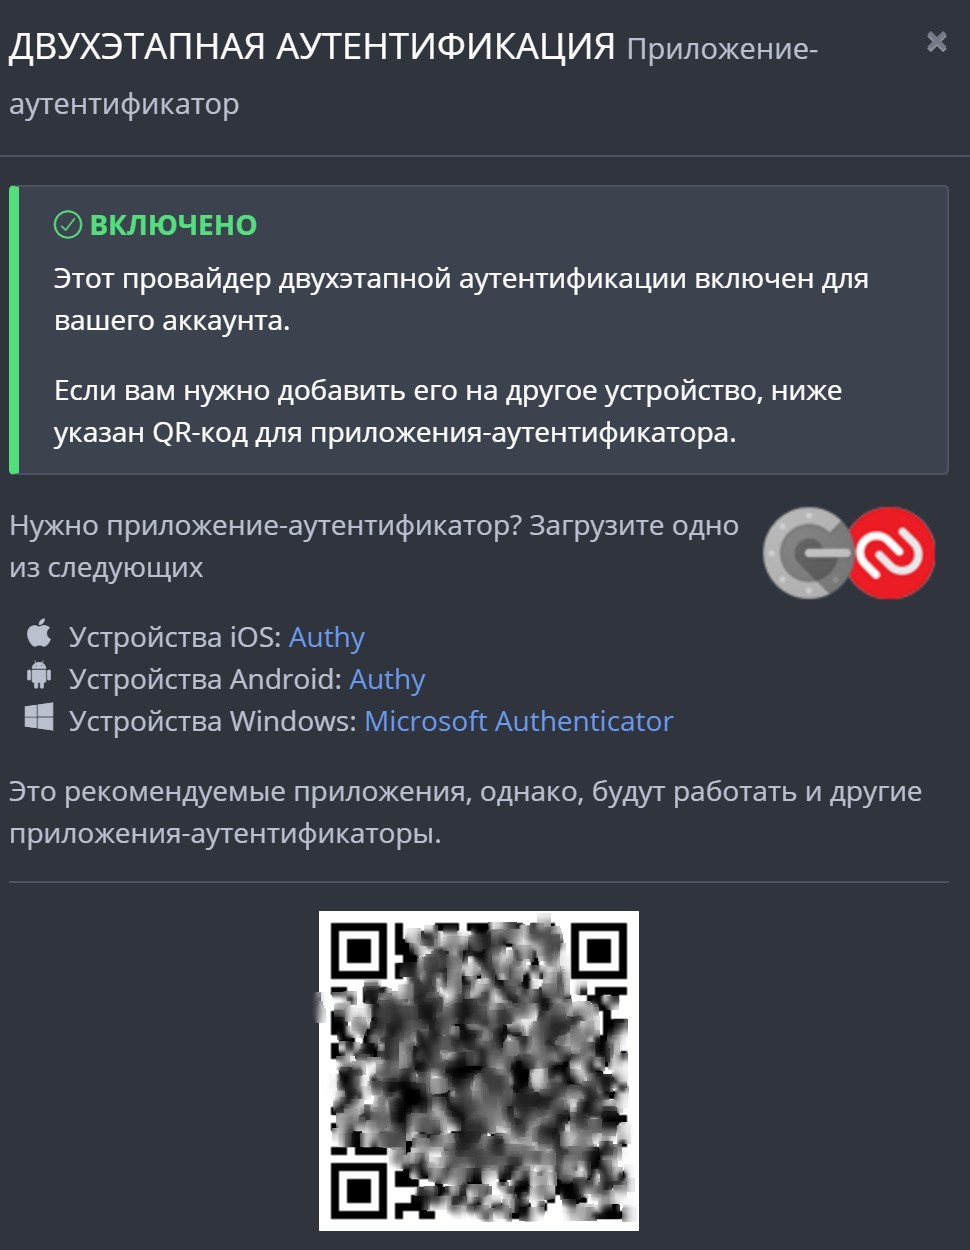 ДВУХЭТАПНАЯ АУТЕНТИФИКАЦИЯ Приложение-
аутентификатор
ВКЛЮЧЕНО
Этот провайдер двухэтапной аутентификации включен для
вашего аккаунта.
Если вам нужно добавить его на другое устройство, ниже
указан QR-код для приложения-аутентификатора.
Нужно приложение-аутентификатор? Загрузите одно
из следующих
Устройства iOS: Authy
Устройства Android: Authy
Устройства Windows: Microsoft Authenticator
Это рекомендуемые приложения, однако, будут работать и другие
приложения-аутентификаторы.